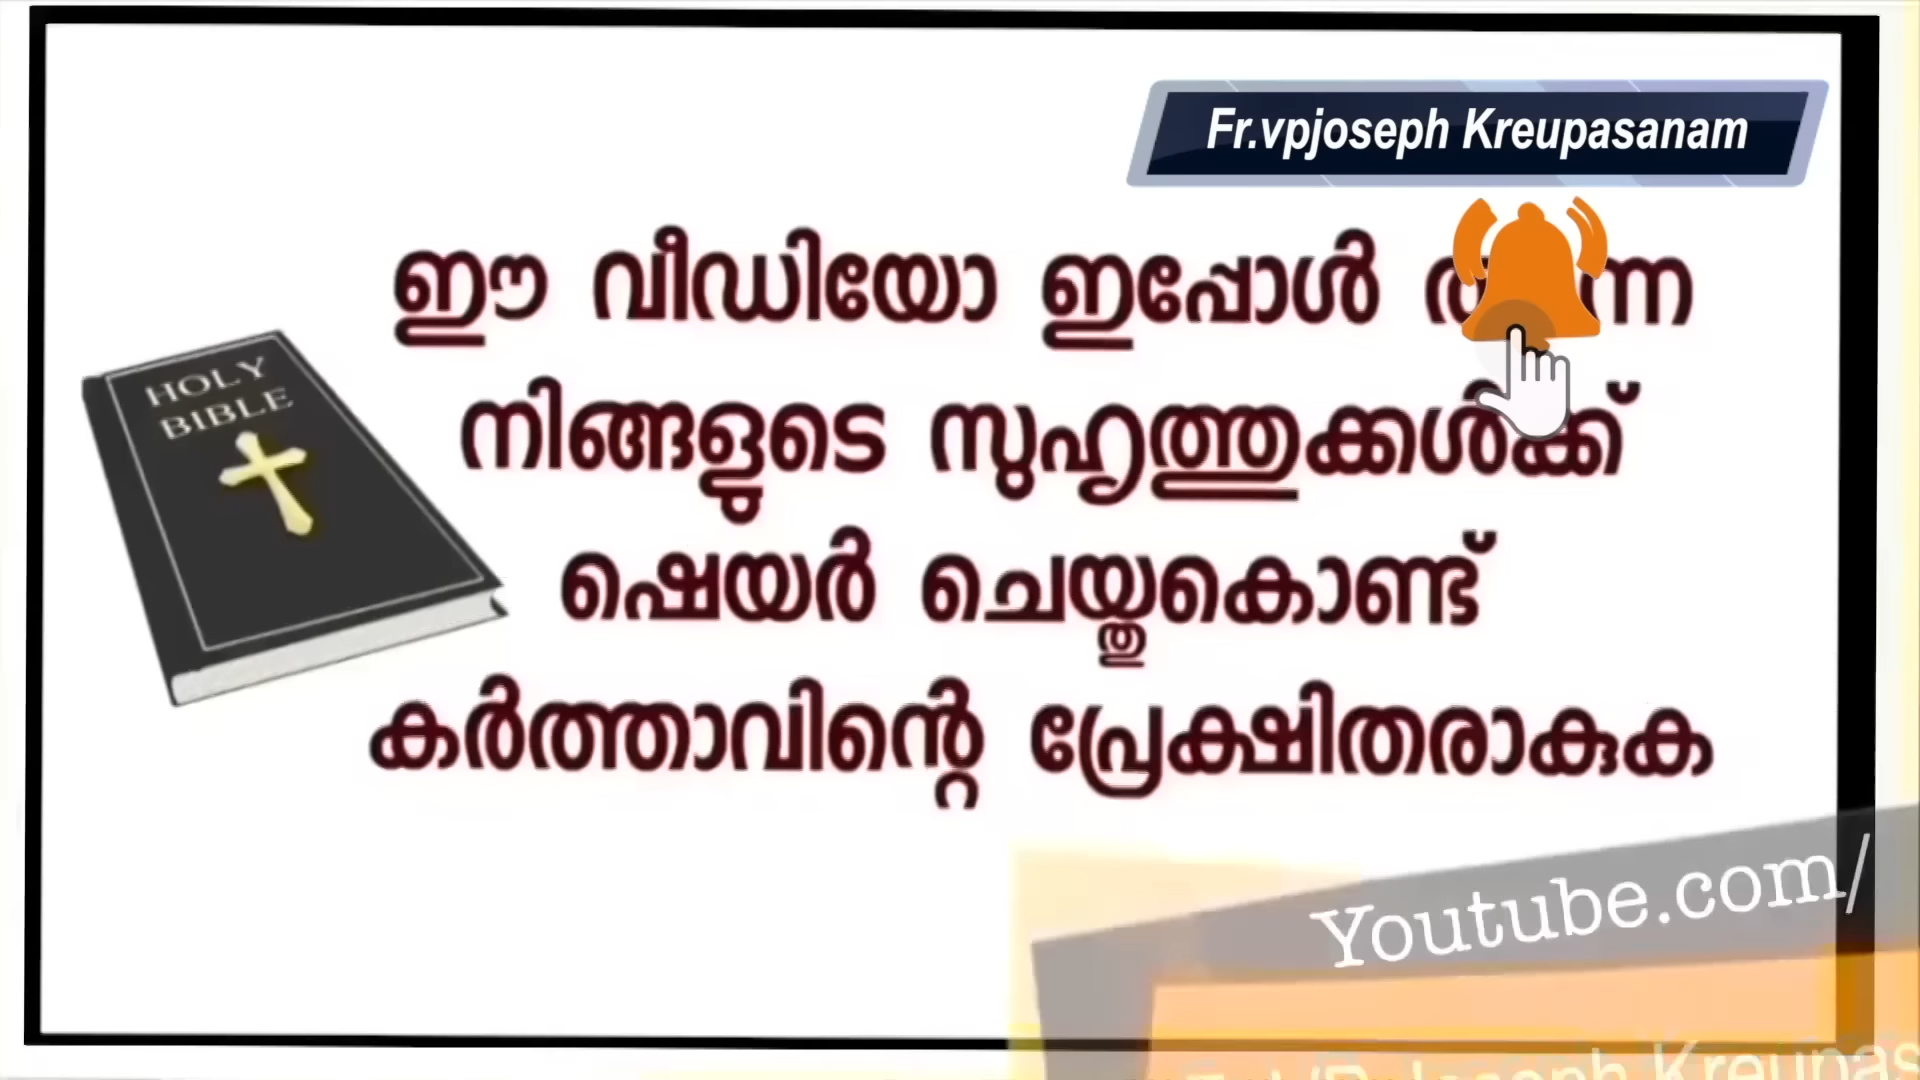 Fr.vpjoseph Kreupasanam
ഈ വീഡിയോ ഇപ്പോൾ
നിങ്ങളുടെ സുഹൃത്തുക്കൾക്ക്
ഷെയർ ചെയ്തുകൊണ്ട്
കർത്താവിന്റെ പ്രേക്ഷിതരാകുക
HOLY
BIBLE
Youtube.com/